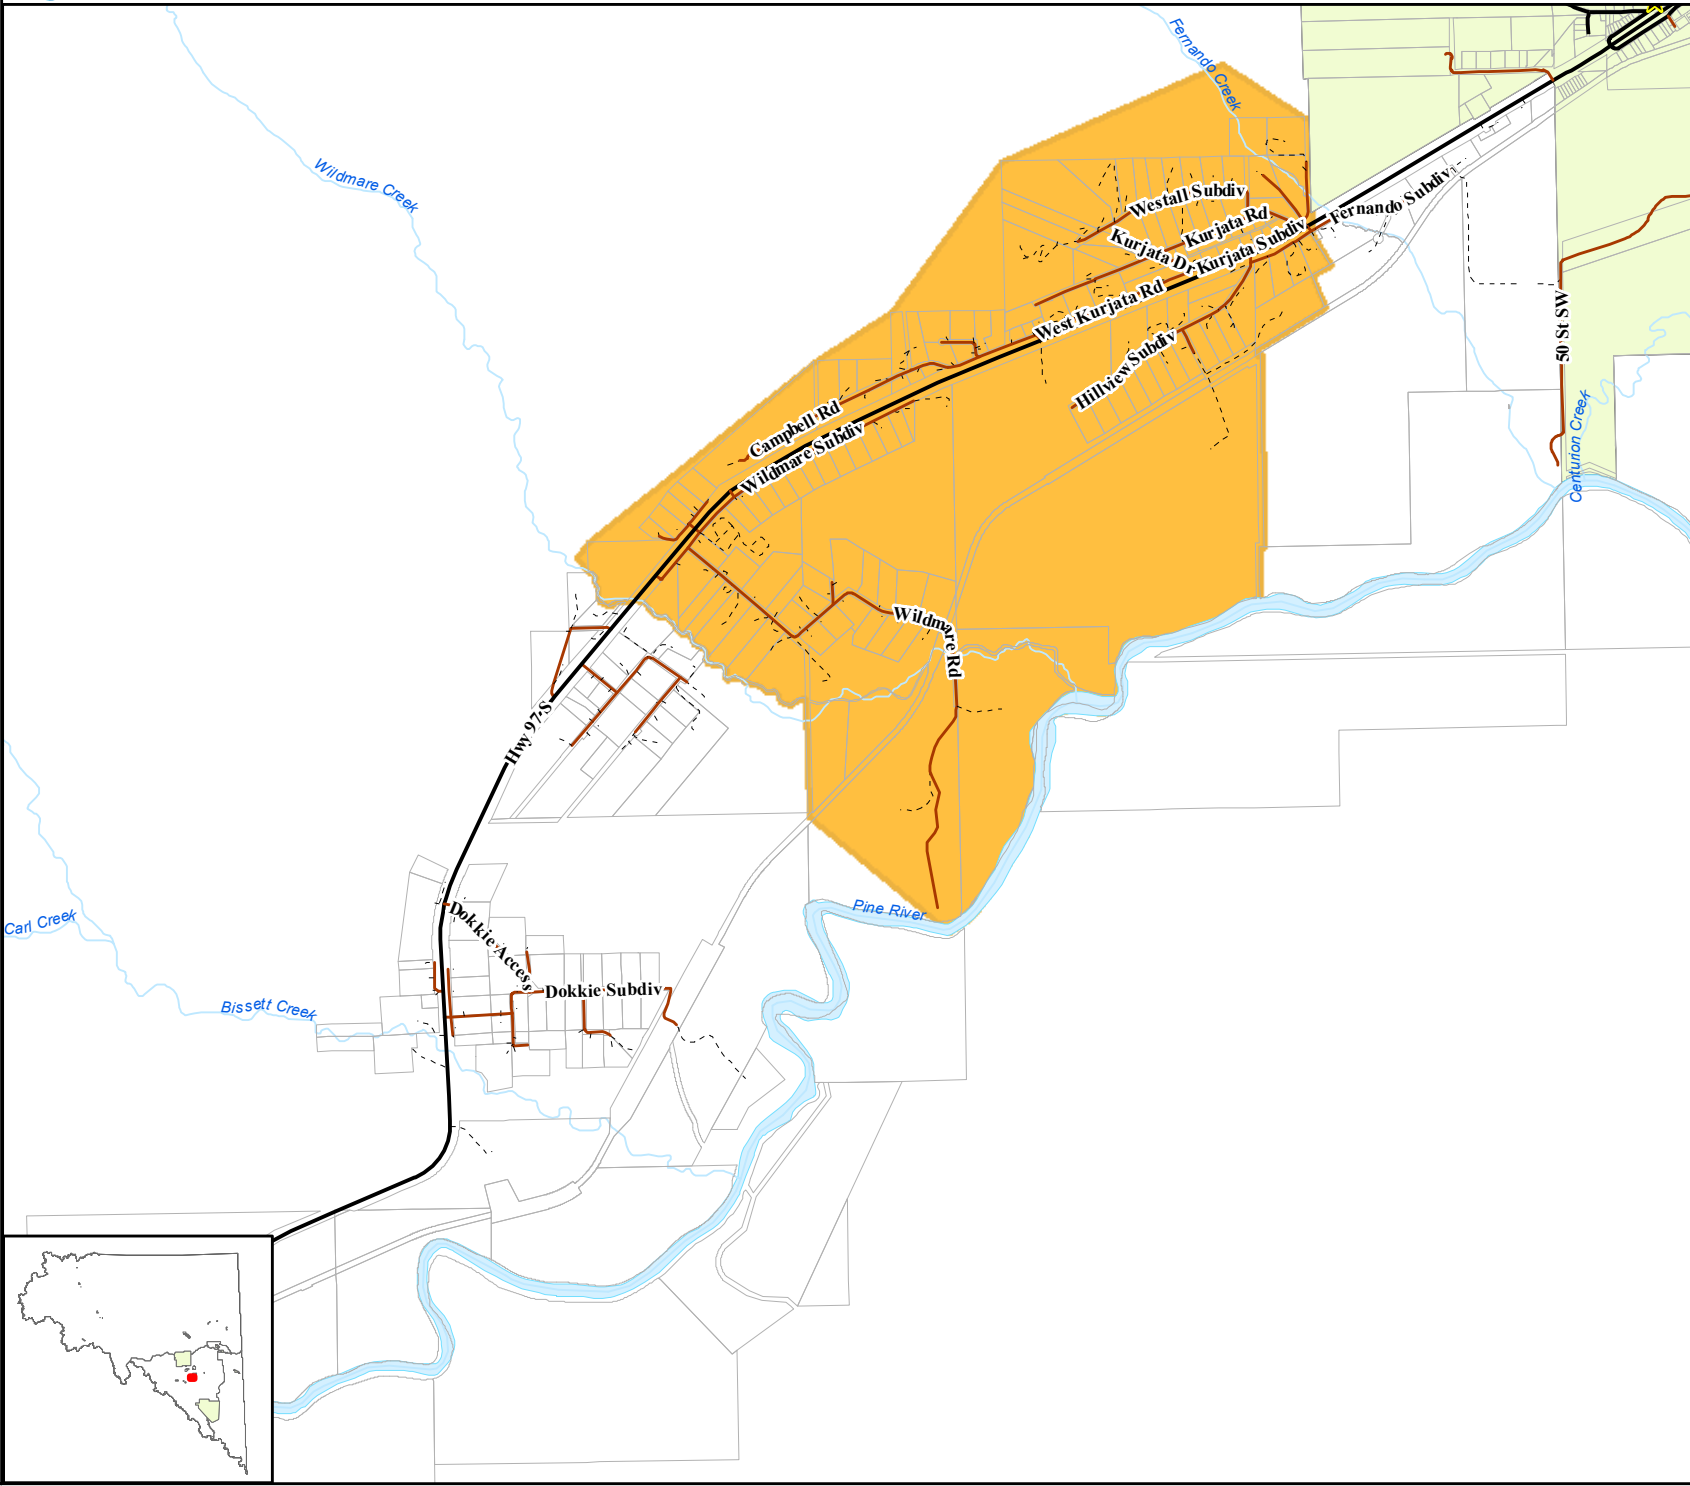 Fernando Creek
Wildmare Creek
Westall Subdiv
Fernando Subdiv
Kurjata Rd
Kurjata Dr
Kurjata Subdiv
West Kurjata Rd
50 St SW
Hillview Subdiv
Campbell Rd
Wildmare Subdiv
Centurion Creek
Wildmare Rd
Hwy 97 S
Pine River
Carl Creek
Dokkie Access
Dokkie Subdiv
Bissett Creek